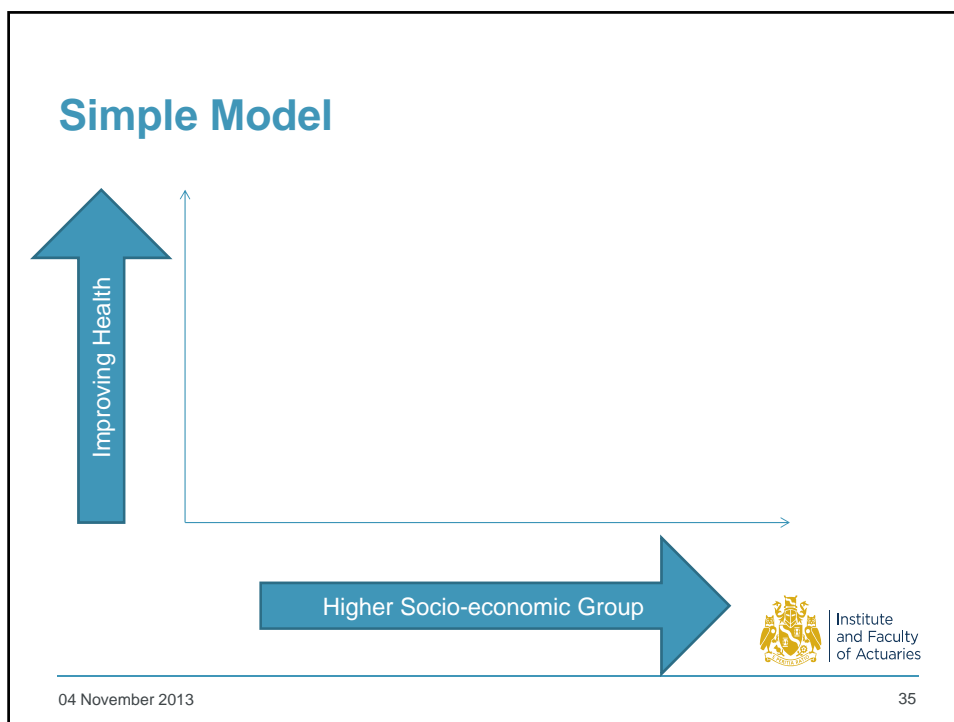 Simple Model
Improving Health
Higher Socio-economic Group
Institute
and Faculty
of Actuaries
04 November 2013
35